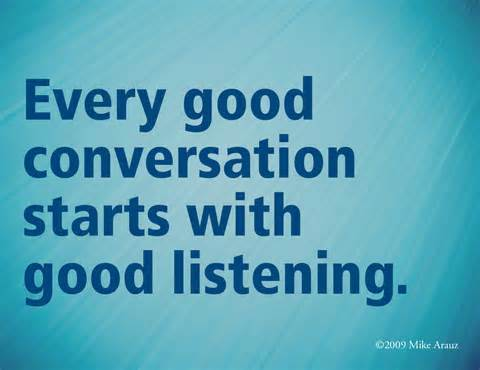 Every good
conversation
starts with
good listening.
©2009 Mike Arauz